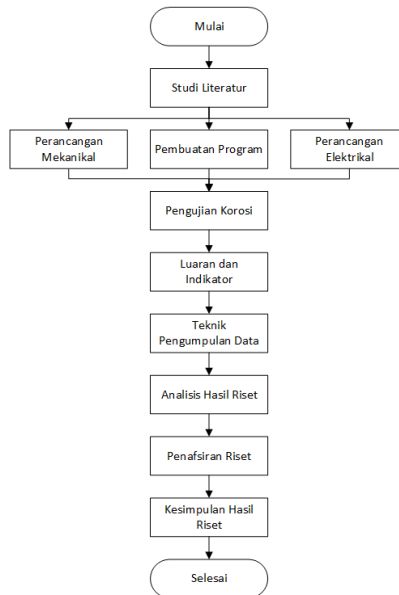 Mulai
Studi Literatur
Perancangan
Mekanikal
Pembuatan Program
Perancangan
Elektrikal
Pengujian Korosi
Luaran dan
Indikator
Teknik
Pengumpulan Data
Analisis Hasil Riset
Penafsiran Riset
Kesimpulan Hasil
Riset
Selesai